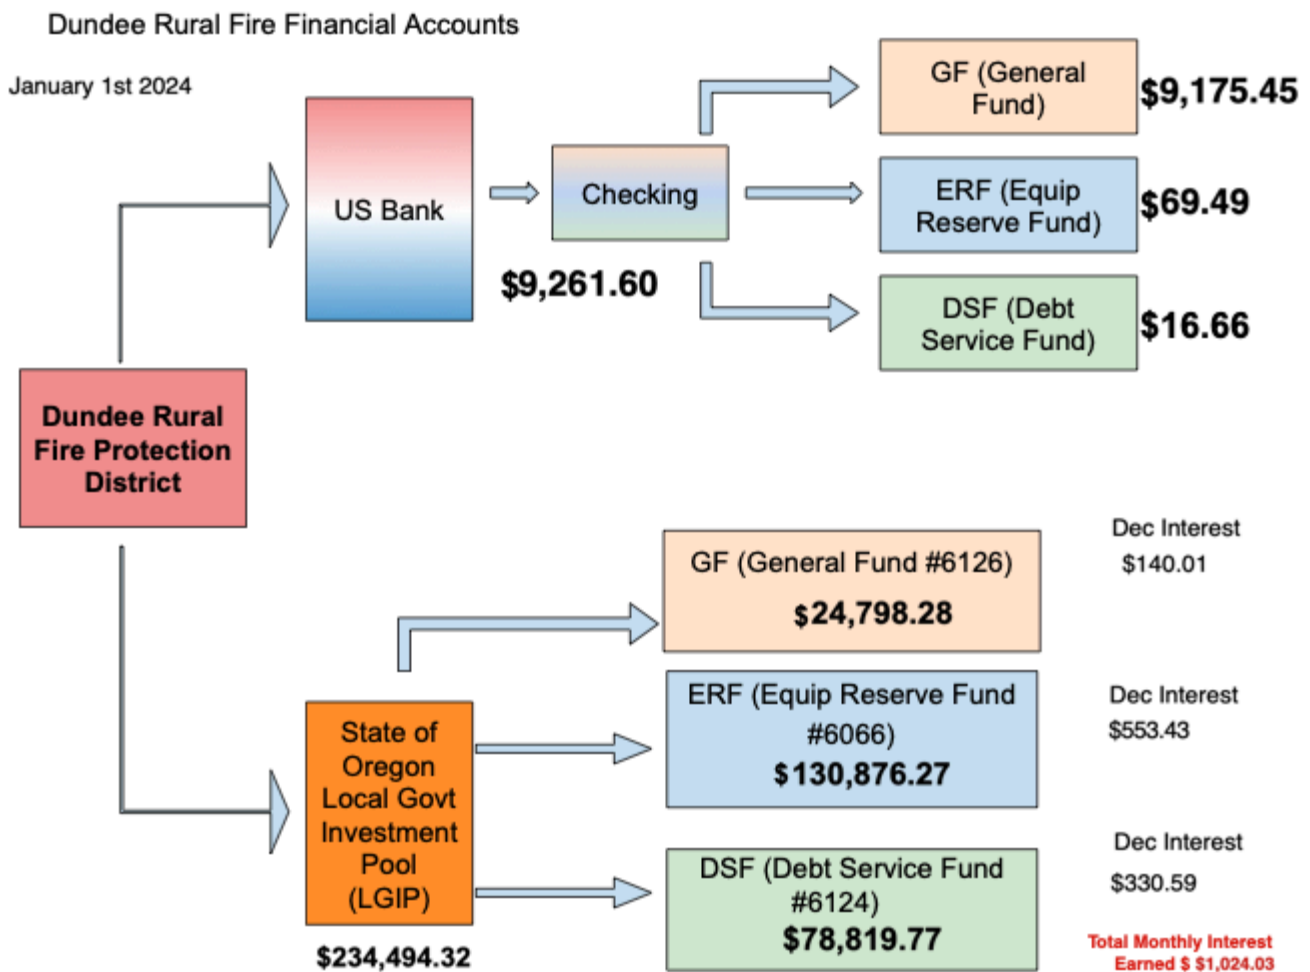 Dundee Rural Fire Financial Accounts
January 1st 2024
US Bank
Checking
$9,261.60
GF (General
Fund)
$9,175.45
ERF (Equip
Reserve Fund)
$69.49
DSF (Debt
Service Fund)
$16.66
Dundee Rural
Fire Protection
District
State of
Oregon
Local Govt
Investment
Pool
(LGIP)
$234,494.32
GF (General Fund #6126)
$24,798.28
Dec Interest
$140.01
ERF (Equip Reserve Fund
#6066)
$130,876.27
Dec Interest
$553.43
DSF (Debt Service Fund
#6124)
$78,819.77
Dec Interest
$330.59
Total Monthly Interest
Earned $ $1,024.03